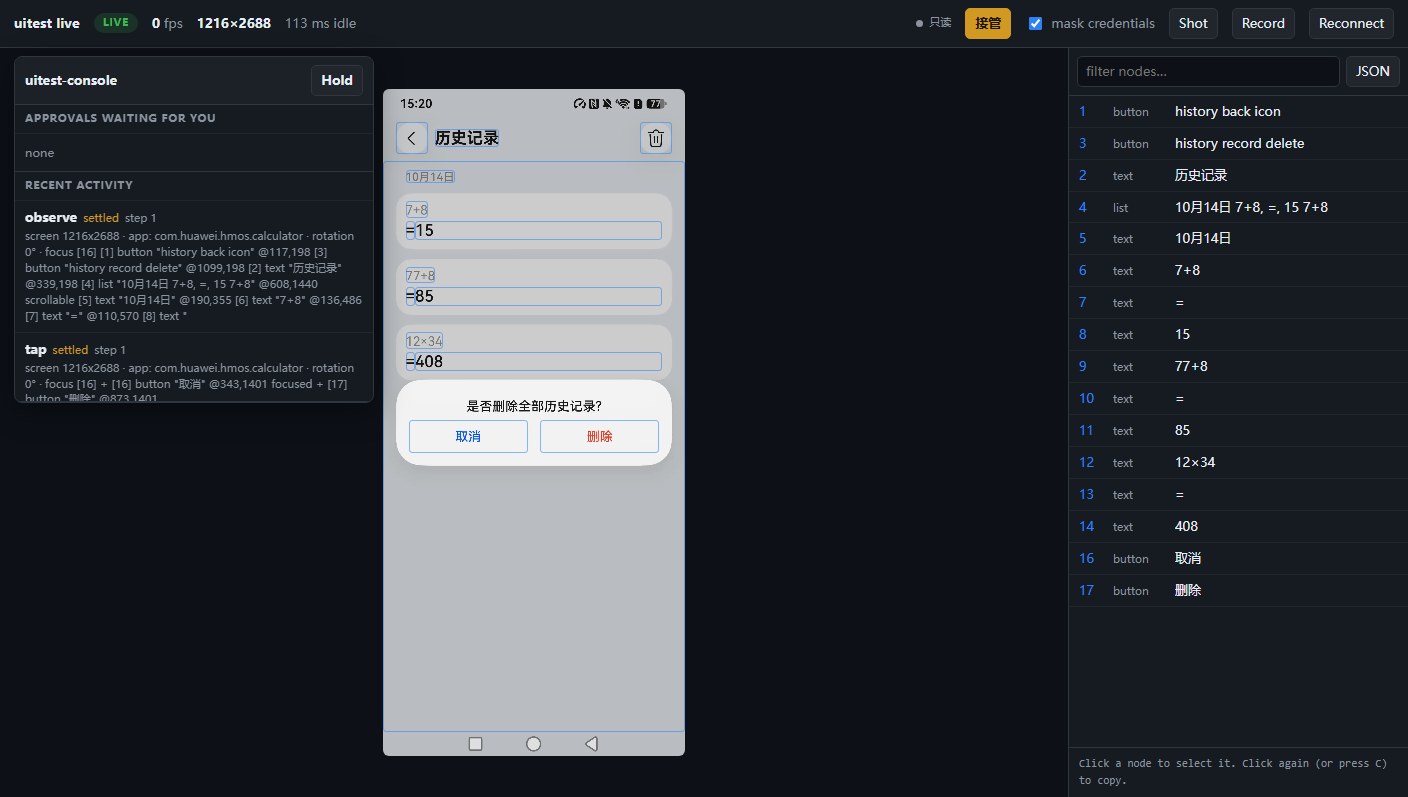 uitest live LIVE 0 fps 1216×2688 113 ms idle 只读 接管 mask credentials Shot Record Reconnect
uitest-console Hold
APPROVALS WAITING FOR YOU
none
RECENT ACTIVITY
observe settled step 1
screen 1216x2688 · app: com.huawei.hmos.calculator · rotation
0° · focus [16] [1] button "history back icon" @117,198 [3]
button "history record delete" @1099,198 [2] text "历史记录"
@339,198 [4] list "10月14日 7+8, =, 15 7+8" @608,1440
scrollable [5] text "10月14日" @190,355 [6] text "7+8" @136,486
[7] text "=" @110,570 [8] text "
tap settled step 1
screen 1216x2688 · app: com.huawei.hmos.calculator · rotation
0° · focus [16] + [16] button "取消" @343,1401 focused + [17]
button "删除" @873,1401
15:20 77
历史记录
10月14日
7+8
=15
77+8
=85
12×34
=408
是否删除全部历史记录?
取消 删除
filter nodes... JSON
1 button history back icon
3 button history record delete
2 text 历史记录
4 list 10月14日 7+8, =, 15 7+8
5 text 10月14日
6 text 7+8
7 text =
8 text 15
9 text 77+8
10 text =
11 text 85
12 text 12×34
13 text =
14 text 408
16 button 取消
17 button 删除
Click a node to select it. Click again (or press C)
to copy.